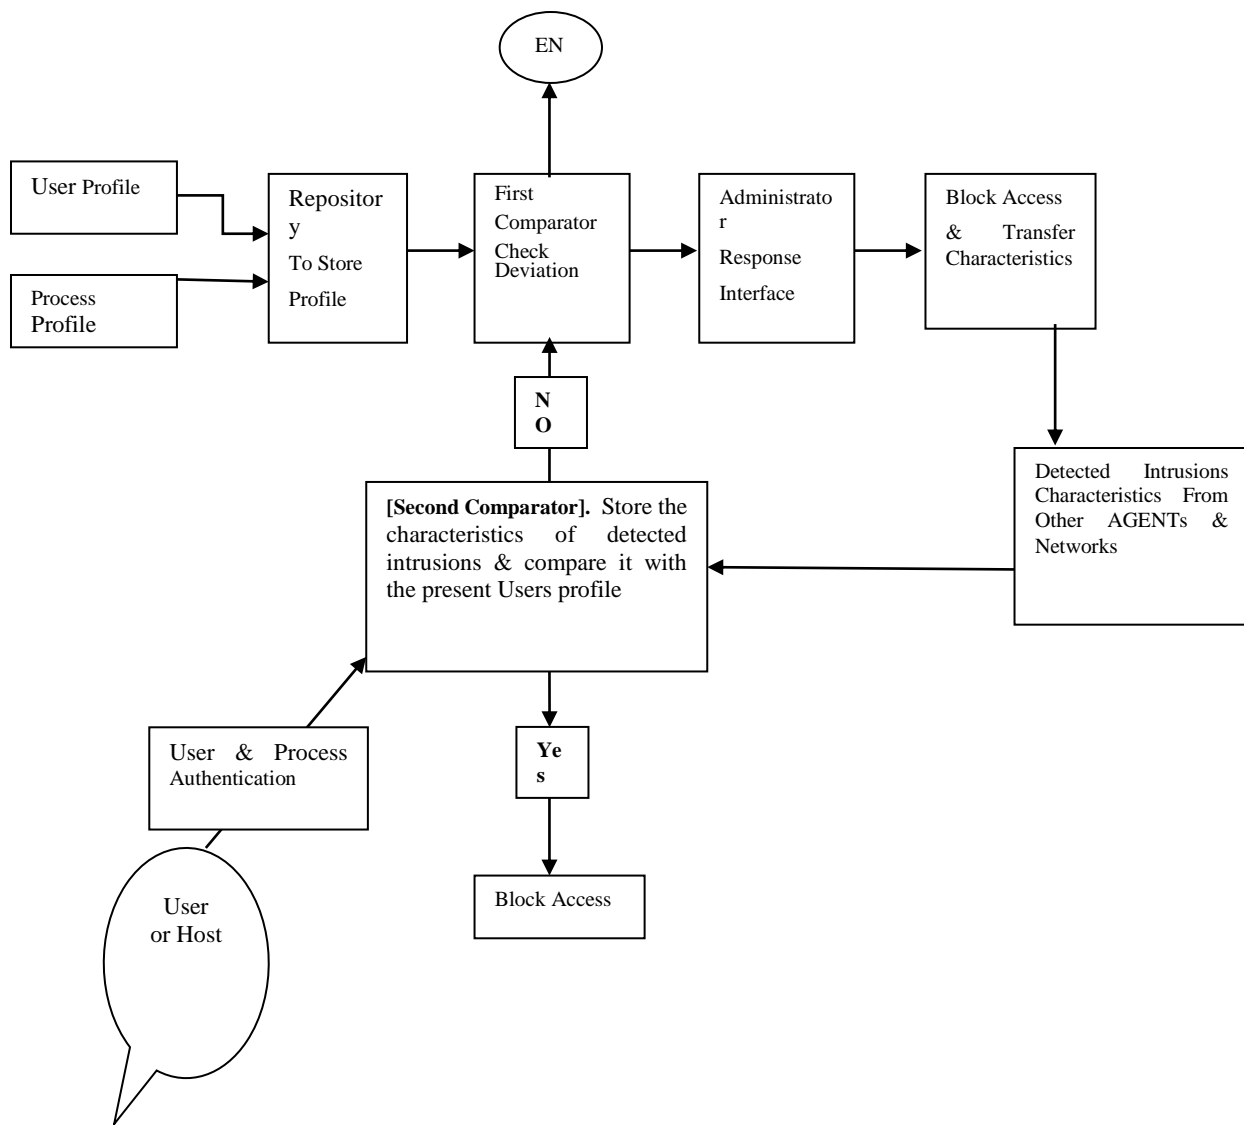 EN
User Profile
Process
Profile
Repositor
y
To Store
Profile
First
Comparator
Check
Deviation
Administrato
r
Response
Interface
Block Access
& Transfer
Characteristics
N
O
[Second Comparator]. Store the
characteristics of detected
intrusions & compare it with
the present Users profile
Detected Intrusions
Characteristics From
Other AGENTs &
Networks
User & Process
Authentication
Ye
s
Block Access
User
or Host